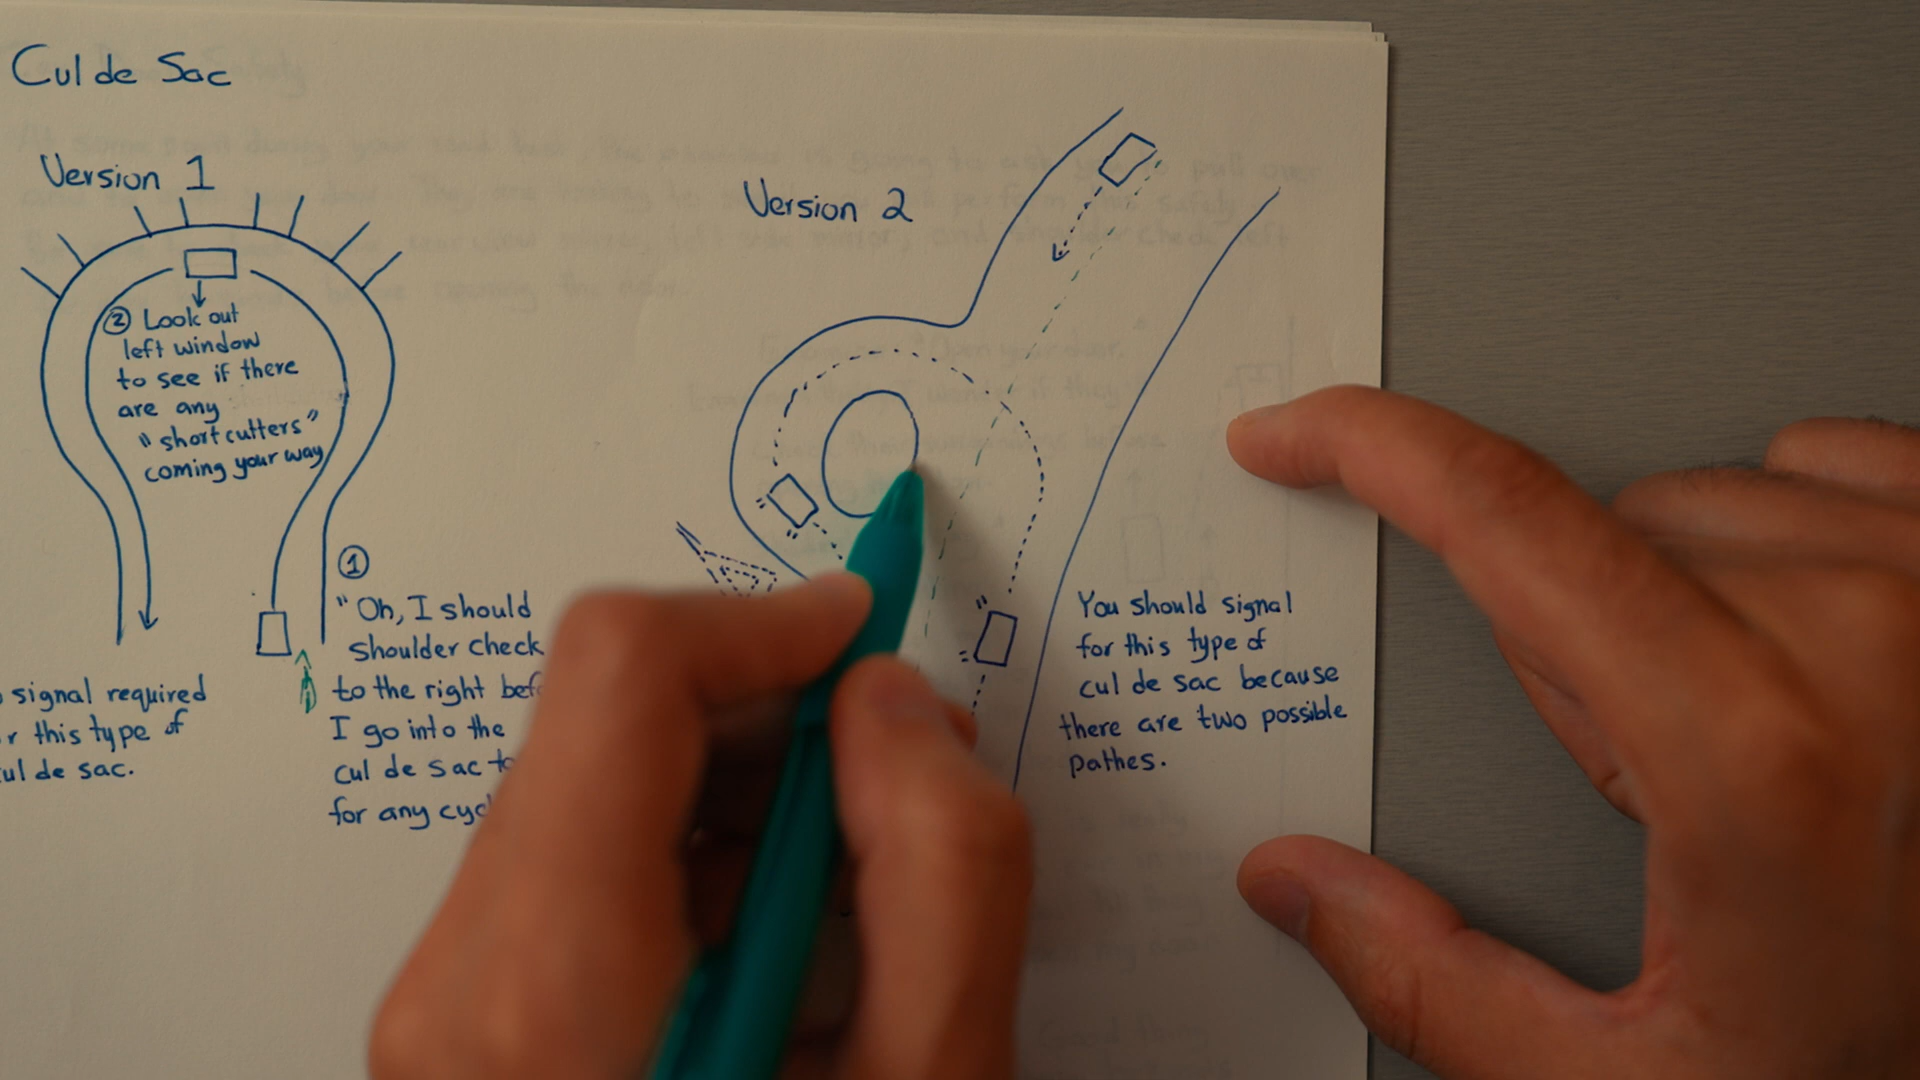 Cul de Sac
Version 1
② Look out
left window
to see if there
are any
"short cutters"
coming your way
①
"Oh, I should
shoulder check
to the right bef
I go into the
cul de sac to
for any cyc
signal required
r this type of
cul de sac.
Version 2
You should signal
for this type of
cul de sac because
there are two possible
pathes.